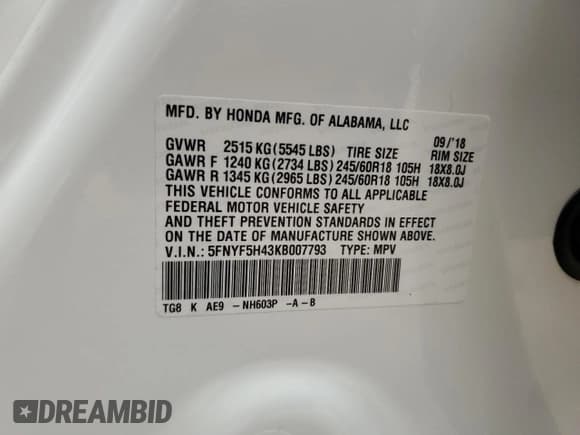 MFD. BY HONDA MFG. OF ALABAMA, LLC
09/'18
GVWR 2515 KG (5545 LBS) TIRE SIZE RIM SIZE
GAWR F 1240 KG (2734 LBS) 245/60R18 105H 18X8.0J
GAWR R 1345 KG (2965 LBS) 245/60R18 105H 18X8.0J
THIS VEHICLE CONFORMS TO ALL APPLICABLE
FEDERAL MOTOR VEHICLE SAFETY
AND THEFT PREVENTION STANDARDS IN EFFECT
ON THE DATE OF MANUFACTURE SHOWN ABOVE.
V.I.N.: 5FNYF5H43KB007793 TYPE: MPV
TG8 K AE9 -NH603P -A-B
DREAMBID